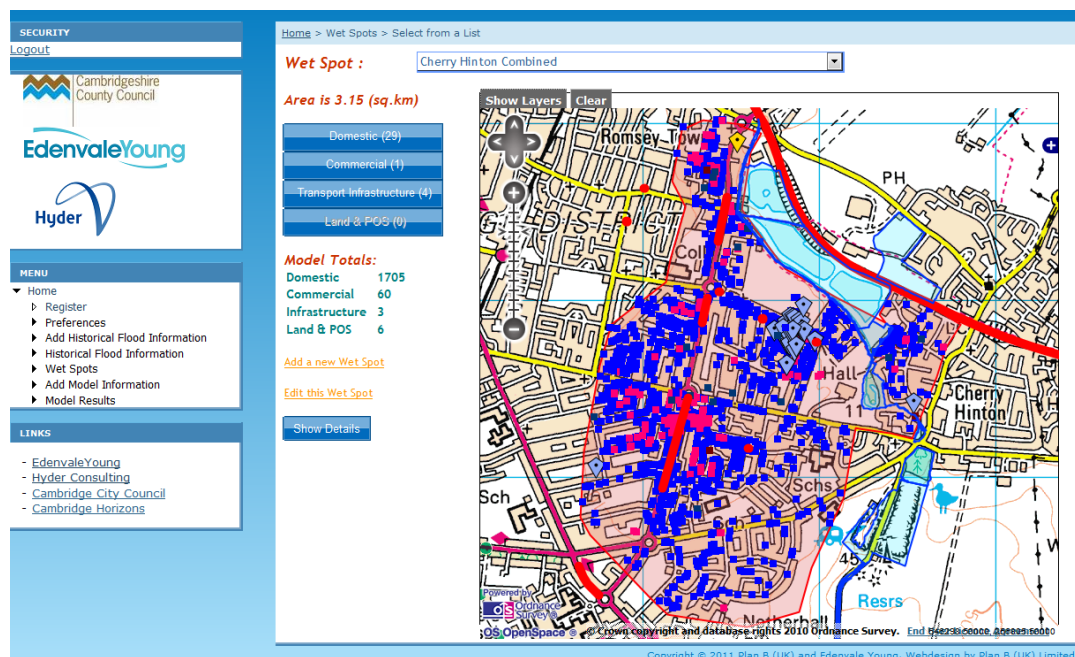 SECURITY
Logout
Cambridgeshire
County Council
EdenvaleYoung
Hyder
MENU
Home
Register
Preferences
Add Historical Flood Information
Historical Flood Information
Wet Spots
Add Model Information
Model Results
LINKS
- EdenvaleYoung
- Hyder Consulting
- Cambridge City Council
- Cambridge Horizons
Home > Wet Spots > Select from a List
Wet Spot :
Cherry Hinton Combined
Area is 3.15 (sq.km)
Domestic (29)
Commercial (1)
Transport Infrastructure (4)
Land & POS (0)
Model Totals:
Domestic 1705
Commercial 60
Infrastructure 3
Land & POS 6
Add a new Wet Spot
Edit this Wet Spot
Show Details
Show Layers Clear
Romsey Town
PH
DISTRICT
LC
Hall
11
Cherry
Hinton
Sch
Schs
45
Resrs
Netherhall
Powered by
OS Ordnance
Survey ®
OS OpenSpace ®
© Crown copyright and database rights 2010 Ordnance Survey.
Copyright © 2011 Plan B (UK) and Edenvale Young. Webdesign by Plan B (UK) Limited